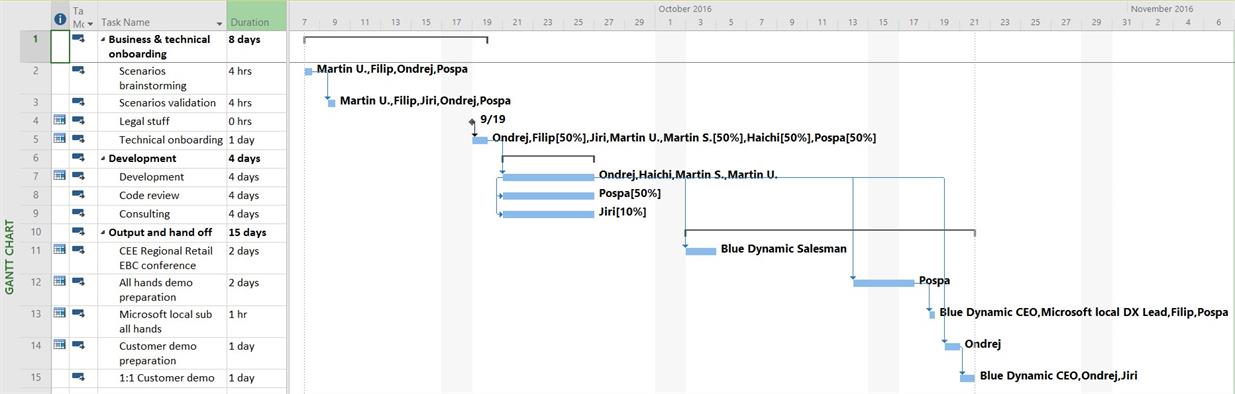 October 2016 November 2016
Ta
Mo Task Name Duration 7 9 11 13 15 17 19 21 23 25 27 29 1 3 5 7 9 11 13 15 17 19 21 23 25 27 29 31 2 4 6
1 Business & technical onboarding 8 days
2 Scenarios brainstorming 4 hrs Martin U.,Filip,Ondrej,Pospa
3 Scenarios validation 4 hrs Martin U.,Filip,Jiri,Ondrej,Pospa
4 Legal stuff 0 hrs 9/19
5 Technical onboarding 1 day Ondrej,Filip[50%],Jiri,Martin U.,Martin S.[50%],Haichi[50%],Pospa[50%]
6 Development 4 days
7 Development 4 days Ondrej,Haichi,Martin S.,Martin U.
8 Code review 4 days Pospa[50%]
9 Consulting 4 days Jiri[10%]
10 Output and hand off 15 days
11 CEE Regional Retail EBC conference 2 days Blue Dynamic Salesman
12 All hands demo preparation 2 days Pospa
13 Microsoft local sub all hands 1 hr Blue Dynamic CEO,Microsoft local DX Lead,Filip,Pospa
14 Customer demo preparation 1 day Ondrej
15 1:1 Customer demo 1 day Blue Dynamic CEO,Ondrej,Jiri
GANTT CHART